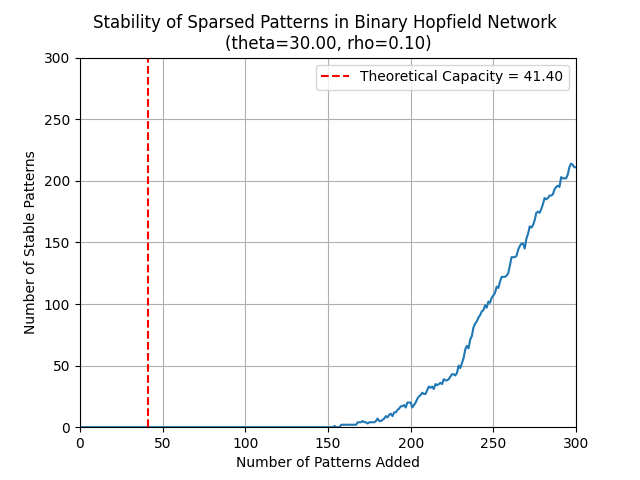 Stability of Sparsed Patterns in Binary Hopfield Network
(theta=30.00, rho=0.10)
Theoretical Capacity = 41.40
Number of Stable Patterns
300
250
200
150
100
50
0
0 50 100 150 200 250 300
Number of Patterns Added